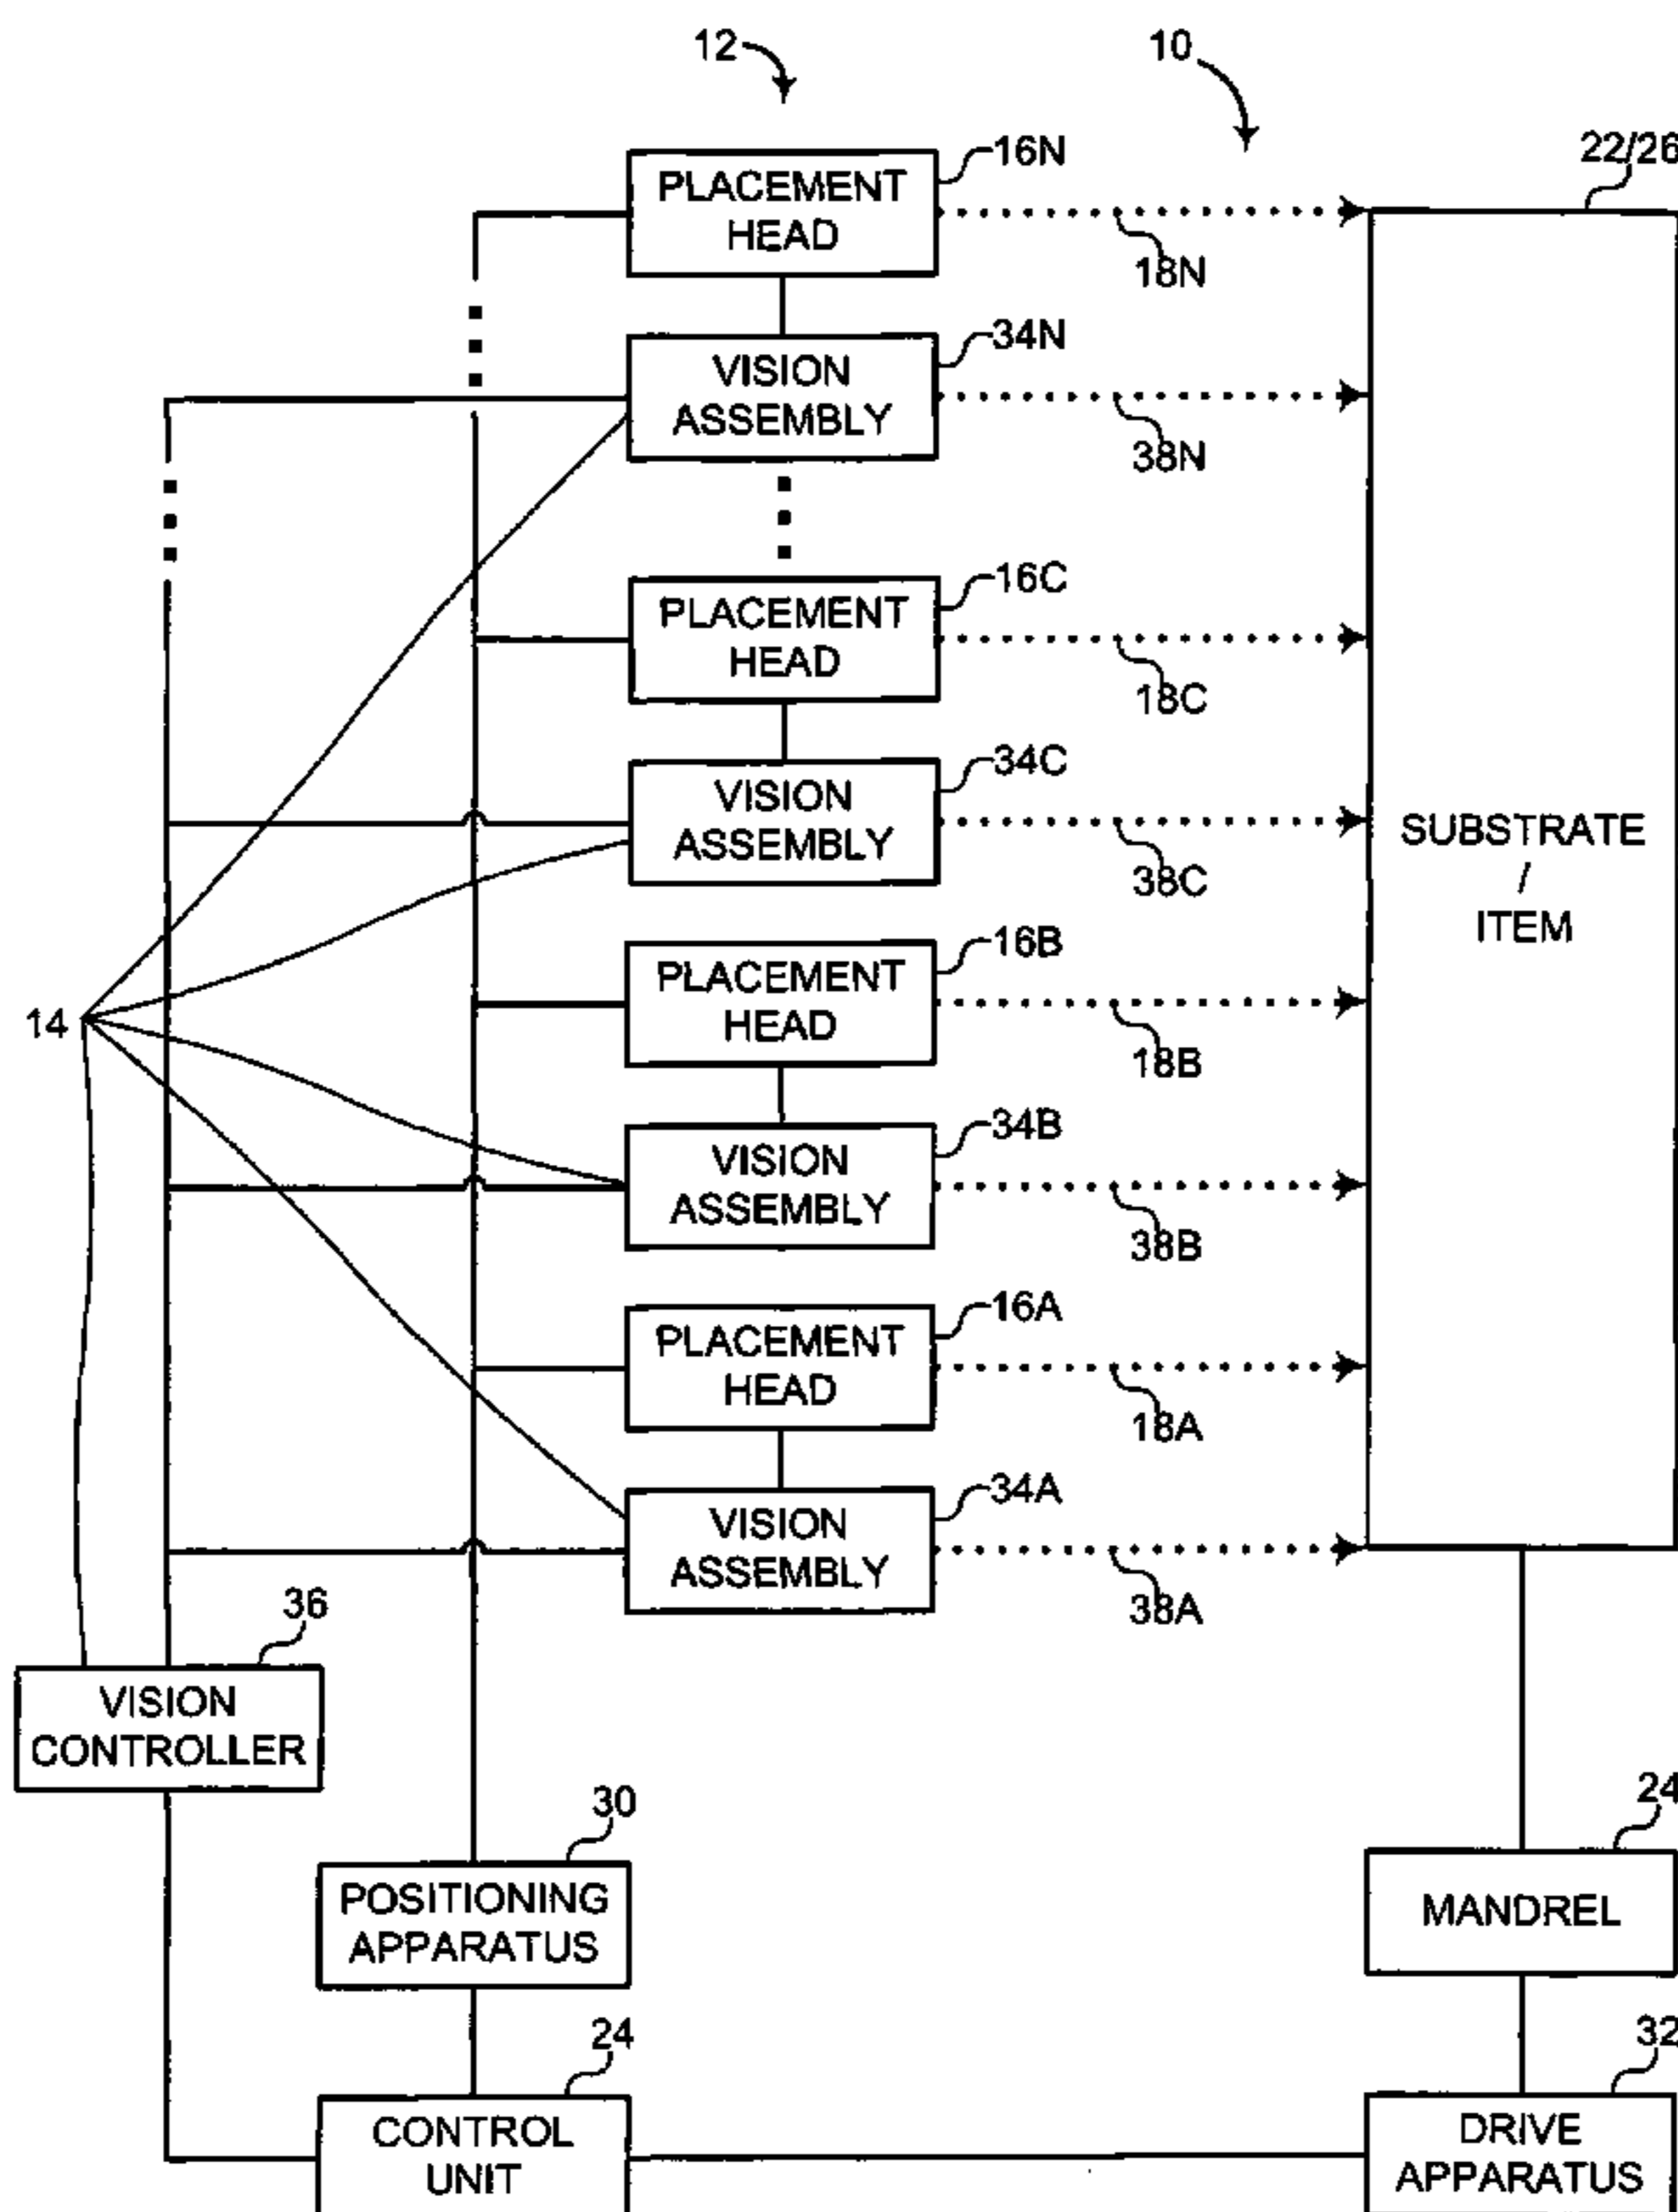 12
10
16N
22/26
PLACEMENT
HEAD
18N
34N
VISION
ASSEMBLY
38N
16C
PLACEMENT
HEAD
18C
34C
VISION
ASSEMBLY
38C
SUBSTRATE
/
ITEM
16B
PLACEMENT
HEAD
14
18B
34B
VISION
ASSEMBLY
38B
16A
PLACEMENT
HEAD
18A
34A
VISION
ASSEMBLY
38A
36
VISION
CONTROLLER
30
POSITIONING
APPARATUS
24
MANDREL
24
CONTROL
UNIT
32
DRIVE
APPARATUS